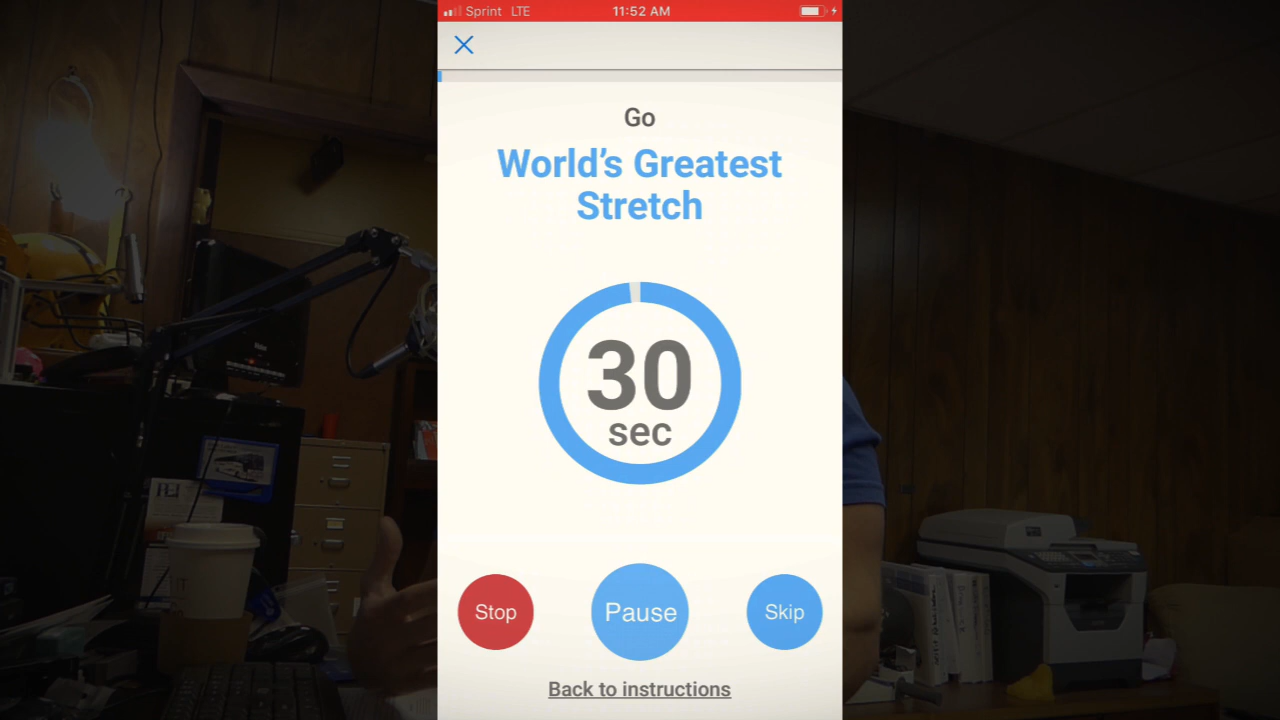 Sprint LTE
11:52 AM
Go
World's Greatest
Stretch
30
sec
Stop
Pause
Skip
Back to instructions